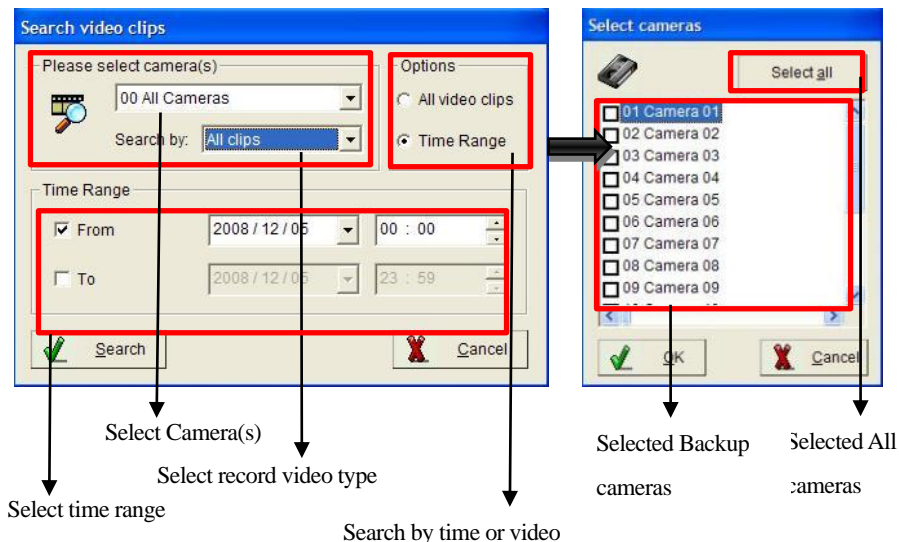 Search video clips
Please select camera(s)
00 All Cameras
Search by: All clips
Options
All video clips
Time Range
Time Range
From 2008 / 12 / 05 00 : 00
To 2008 / 12 / 05 23 : 59
Search
Cancel
Select cameras
Select all
01 Camera 01
02 Camera 02
03 Camera 03
04 Camera 04
05 Camera 05
06 Camera 06
07 Camera 07
08 Camera 08
09 Camera 09
OK
Cancel
Select Camera(s)
Select record video type
Select time range
Search by time or video
Selected Backup
cameras
Selected All
cameras